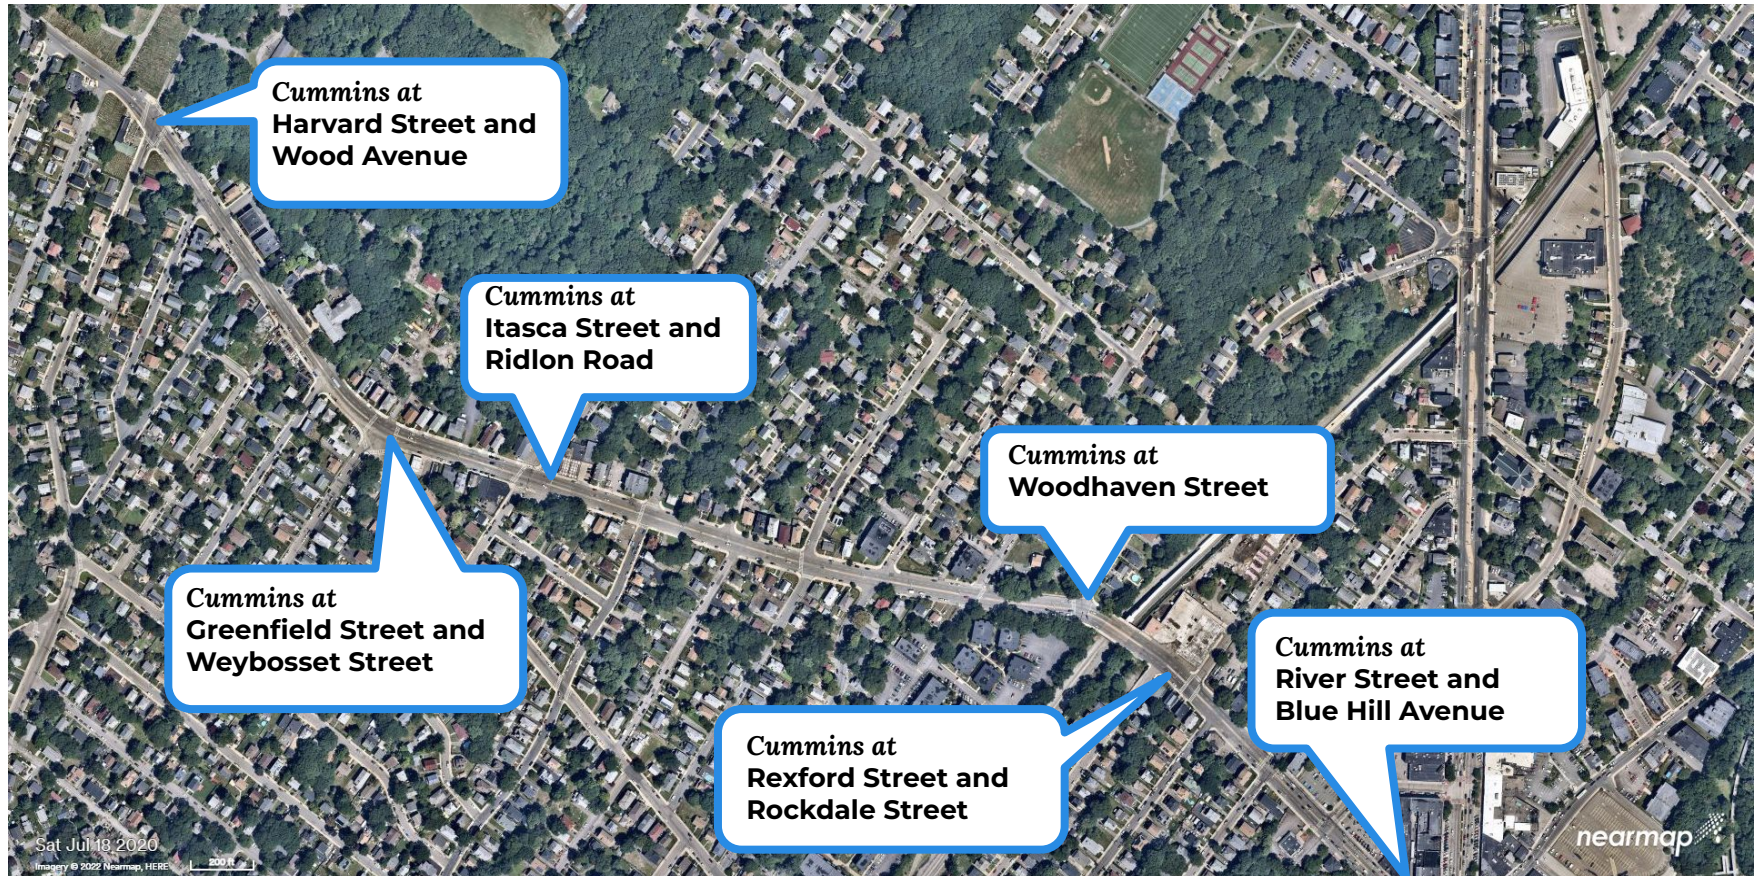 Cummins at
Harvard Street and
Wood Avenue
Cummins at
Itasca Street and
Ridlon Road
Cummins at
Woodhaven Street
Cummins at
Greenfield Street and
Weybosset Street
Cummins at
River Street and
Blue Hill Avenue
Cummins at
Rexford Street and
Rockdale Street
Sat Jul 18 2020
Imagery © 2022 Nearmap, HERE
200 ft
nearmap